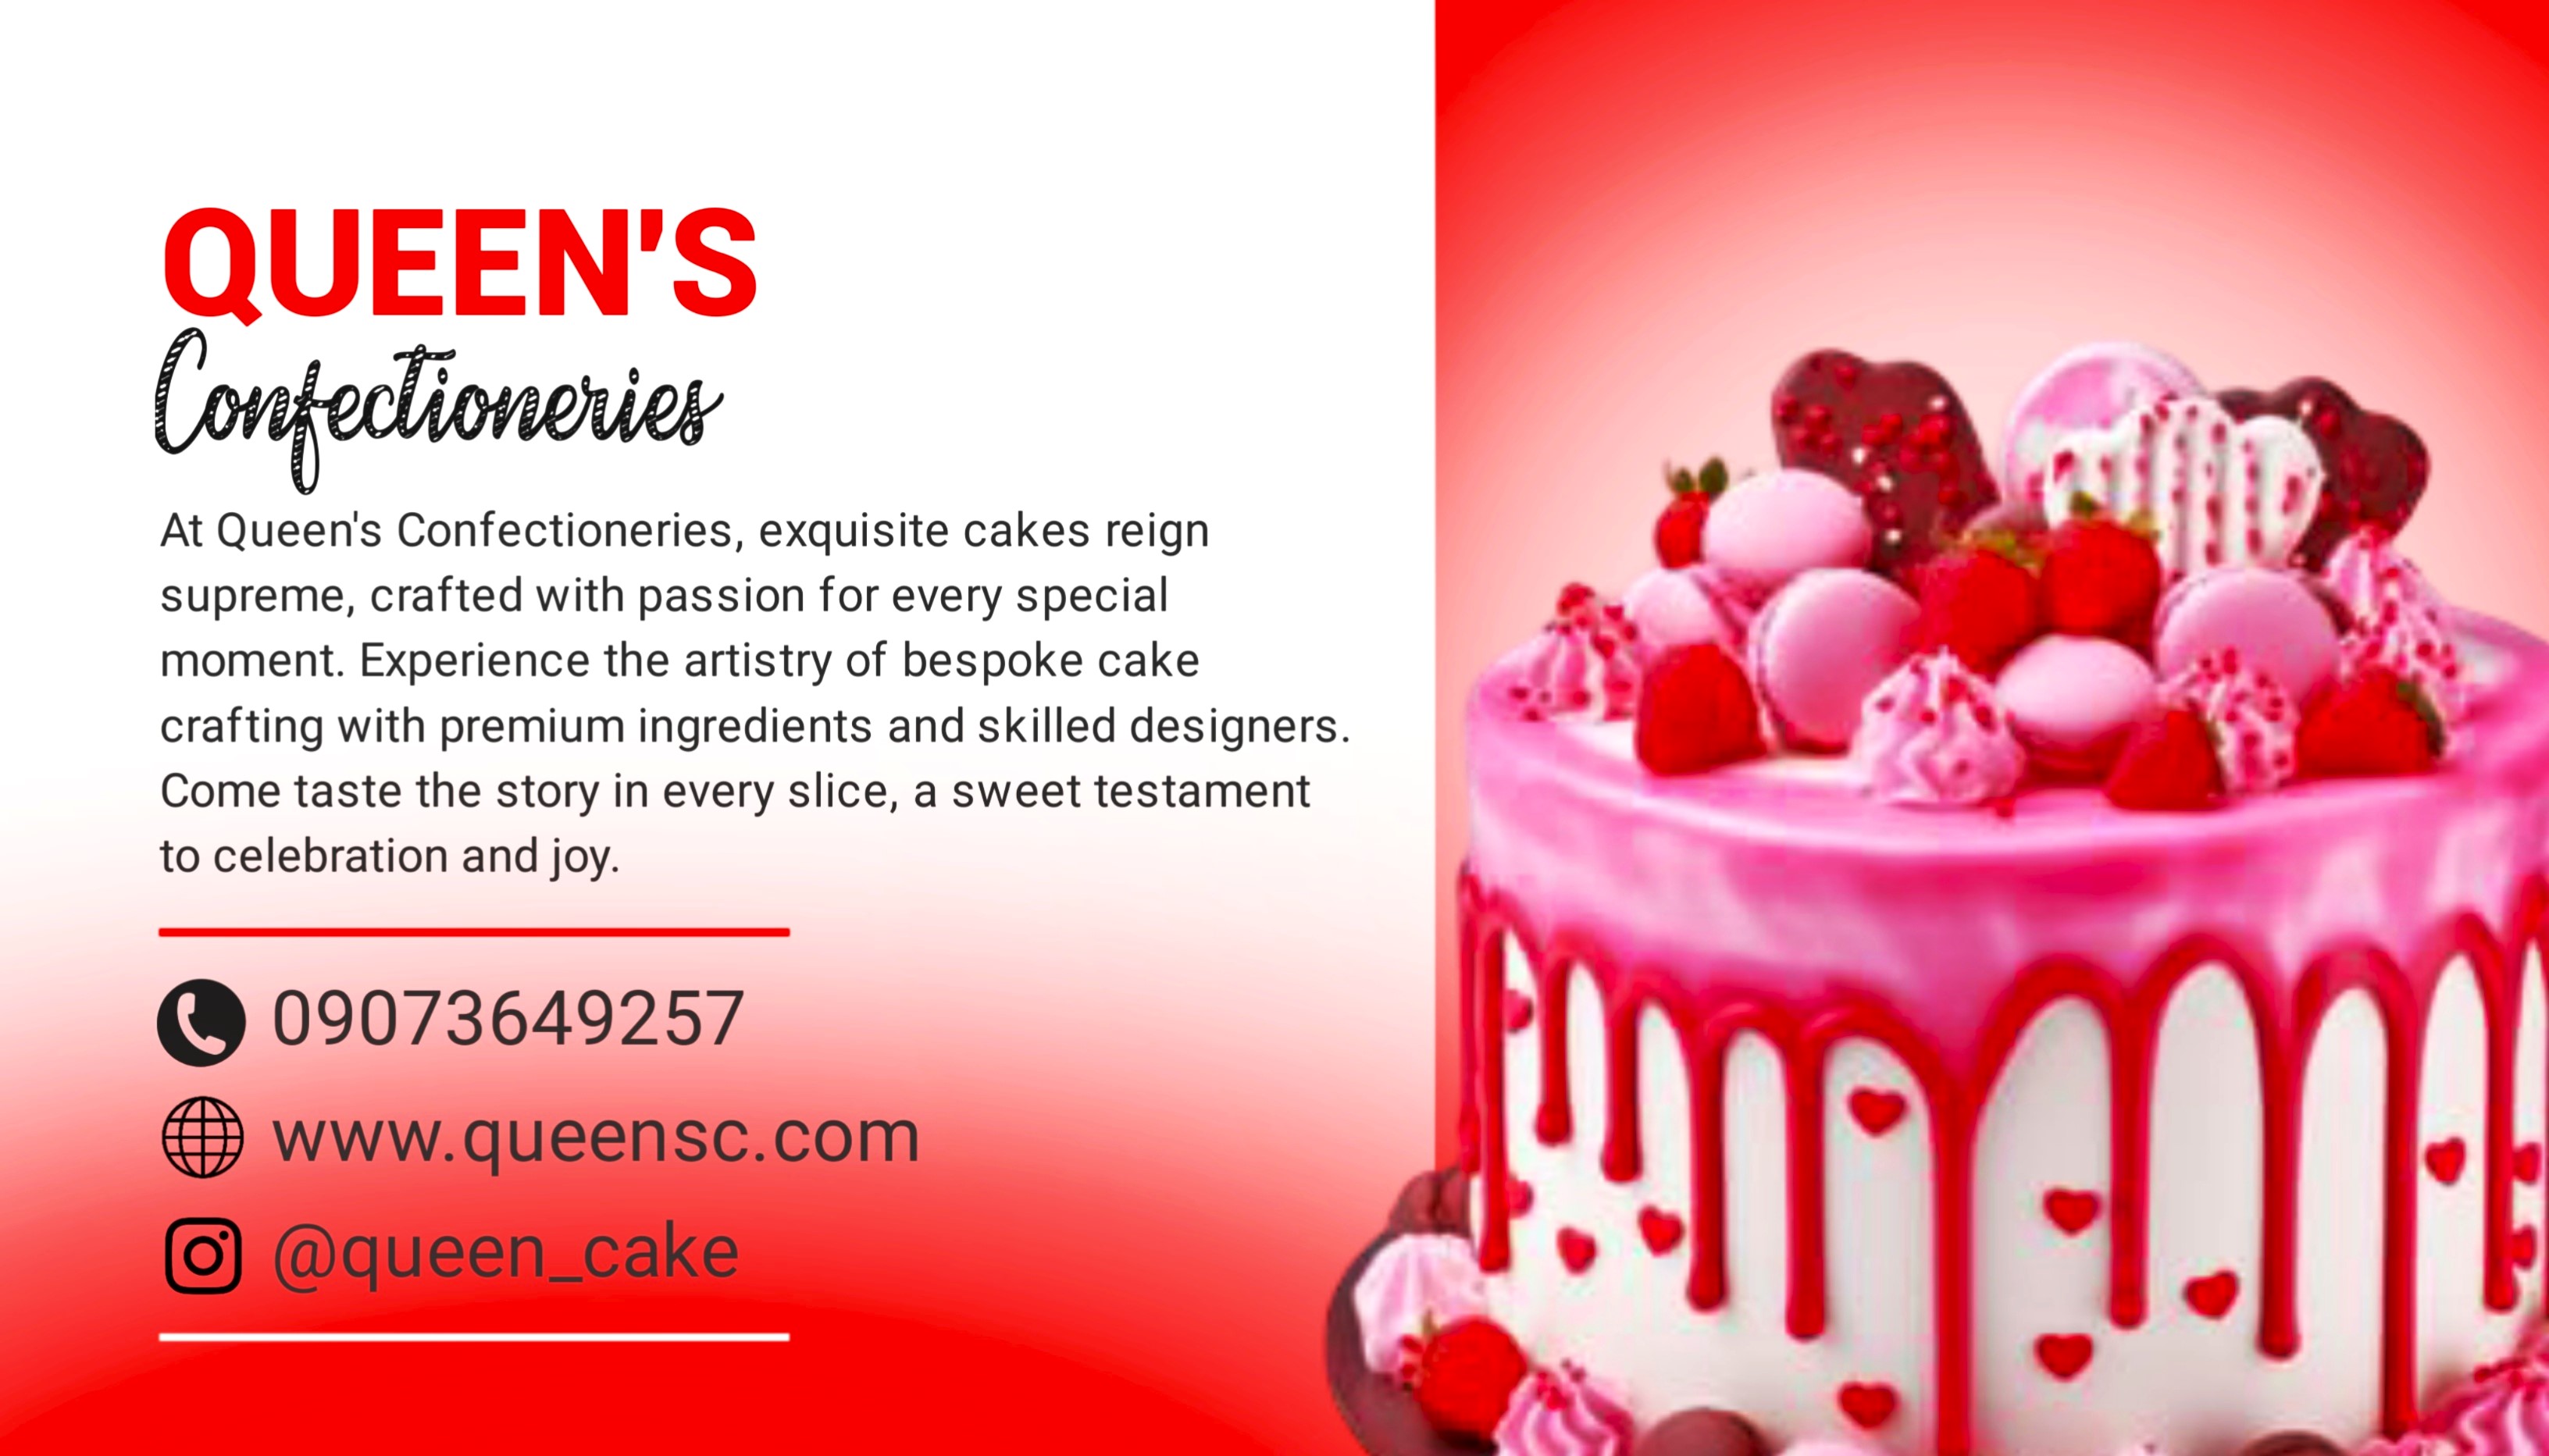 QUEEN'S
Confectioneries
At Queen's Confectioneries, exquisite cakes reign
supreme, crafted with passion for every special
moment. Experience the artistry of bespoke cake
crafting with premium ingredients and skilled designers.
Come taste the story in every slice, a sweet testament
to celebration and joy.
09073649257
www.queensc.com
@queen_cake